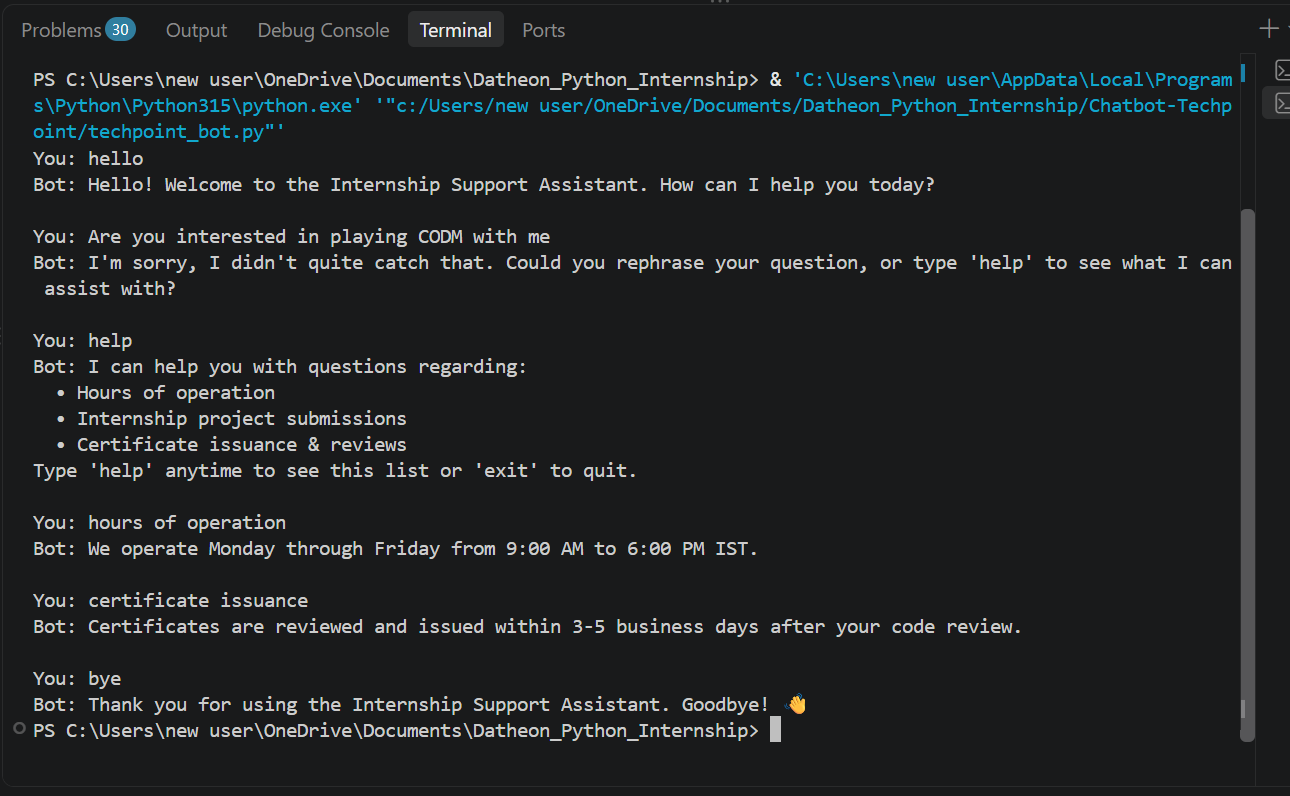 Problems 30 Output Debug Console Terminal Ports
PS C:\Users\new user\OneDrive\Documents\Datheon_Python_Internship> & 'C:\Users\new user\AppData\Local\Program
s\Python\Python315\python.exe' '"c:/Users/new user/OneDrive/Documents/Datheon_Python_Internship/Chatbot-Techp
oint/techpoint_bot.py"'
You: hello
Bot: Hello! Welcome to the Internship Support Assistant. How can I help you today?
You: Are you interested in playing CODM with me
Bot: I'm sorry, I didn't quite catch that. Could you rephrase your question, or type 'help' to see what I can
assist with?
You: help
Bot: I can help you with questions regarding:
• Hours of operation
• Internship project submissions
• Certificate issuance & reviews
Type 'help' anytime to see this list or 'exit' to quit.
You: hours of operation
Bot: We operate Monday through Friday from 9:00 AM to 6:00 PM IST.
You: certificate issuance
Bot: Certificates are reviewed and issued within 3-5 business days after your code review.
You: bye
Bot: Thank you for using the Internship Support Assistant. Goodbye! 👋
PS C:\Users\new user\OneDrive\Documents\Datheon_Python_Internship>